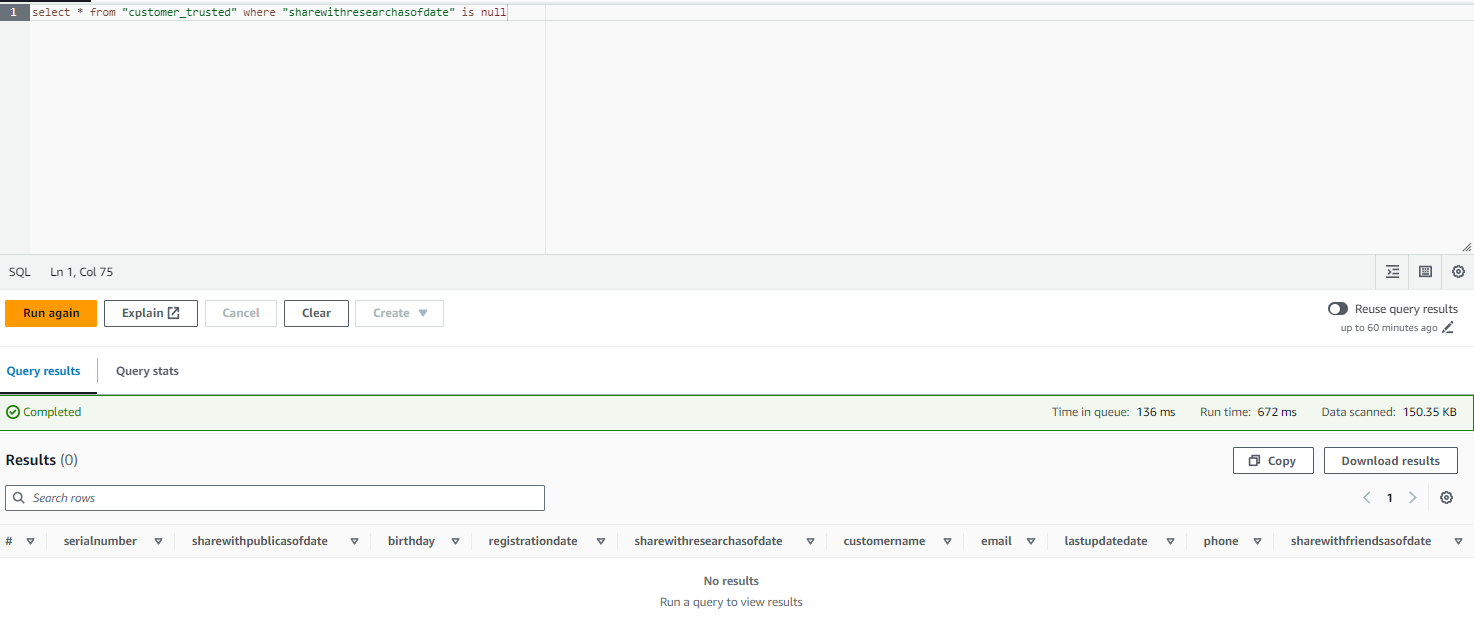 1 select * from "customer_trusted" where "sharewithresearchasofdate" is null
SQL Ln 1, Col 75
Run again Explain Cancel Clear Create Reuse query results
up to 60 minutes ago
Query results Query stats
Completed Time in queue: 136 ms Run time: 672 ms Data scanned: 150.35 KB
Results (0) Copy Download results
Search rows 1
# serialnumber sharewithpublicasofdate birthday registrationdate sharewithresearchasofdate customername email lastupdatedate phone sharewithfriendsasofdate
No results
Run a query to view results